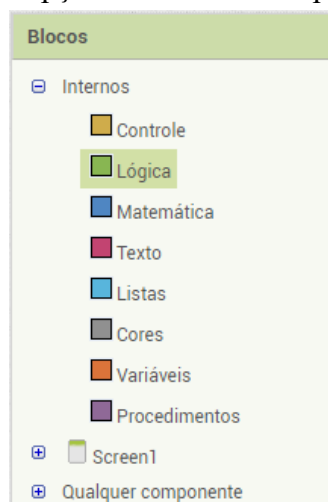 Blocos
Internos
Controle
Lógica
Matemática
Texto
Listas
Cores
Variáveis
Procedimentos
Screen1
Qualquer componente